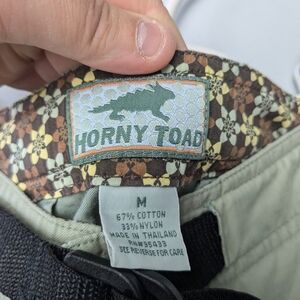 HORNY TOAD
M
67% COTTON
33% NYLON
MADE IN THAILAND
RN#95433
SEE REVERSE FOR CARE